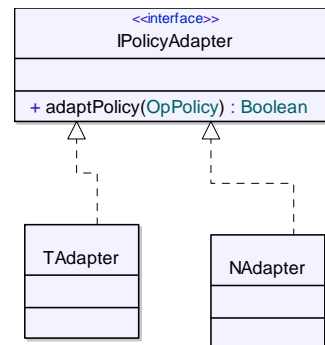 <<interface>>
IPolicyAdapter
+ adaptPolicy(OpPolicy) : Boolean
TAdapter
NAdapter